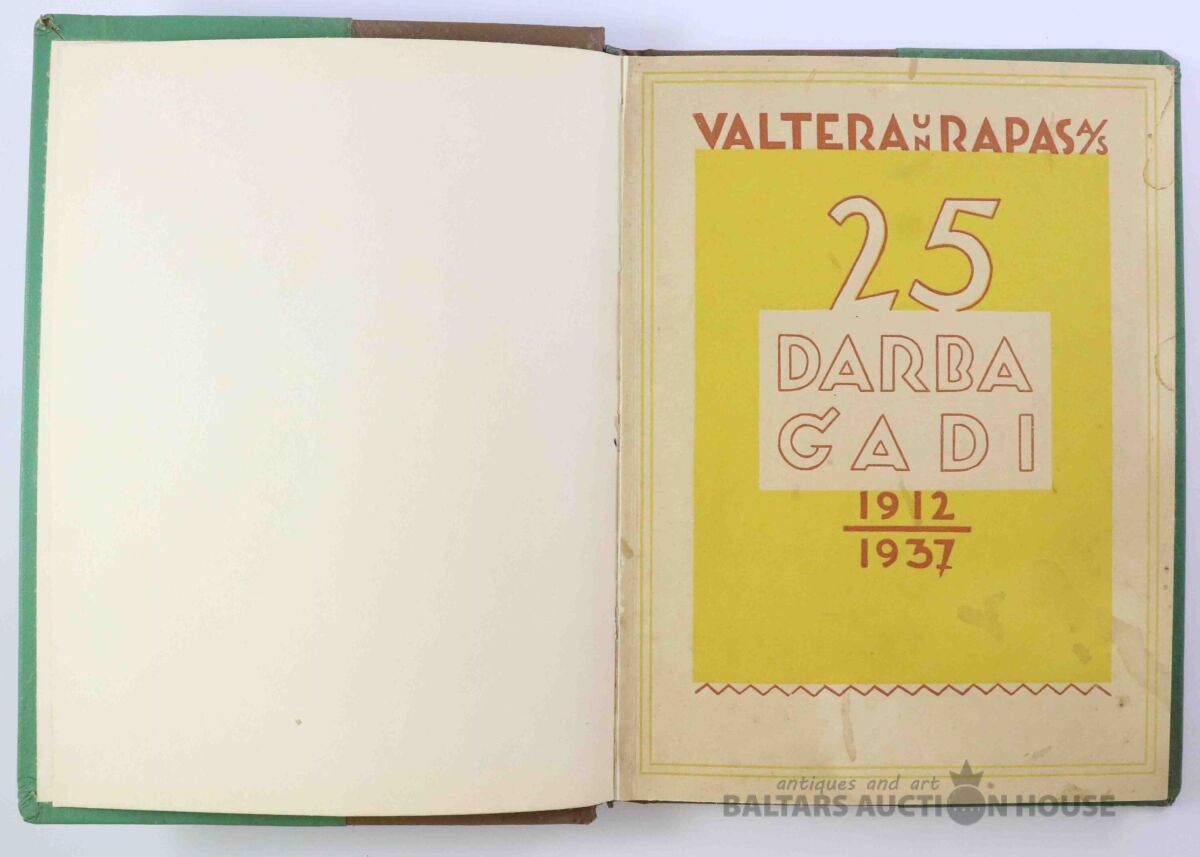 VALTERA UN RAPAS A/S
25
DARBA
GADI
1912
1937
antiques and art
BALTARS AUCTION HOUSE